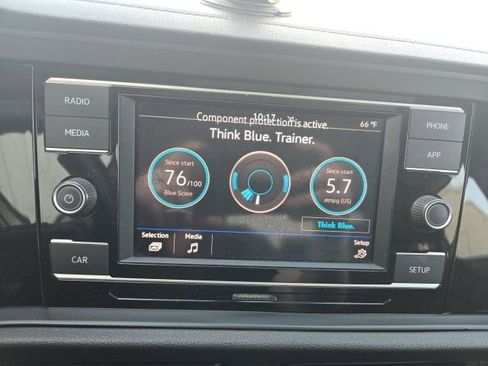 RADIO
MEDIA
CAR
PHONE
APP
SETUP
10:17
66 °F
Component protection is active.
Think Blue. Trainer.
Since start
76/100
Blue Score
Since start
5.7
ømpg (US)
Think Blue.
Selection
Media
Setup